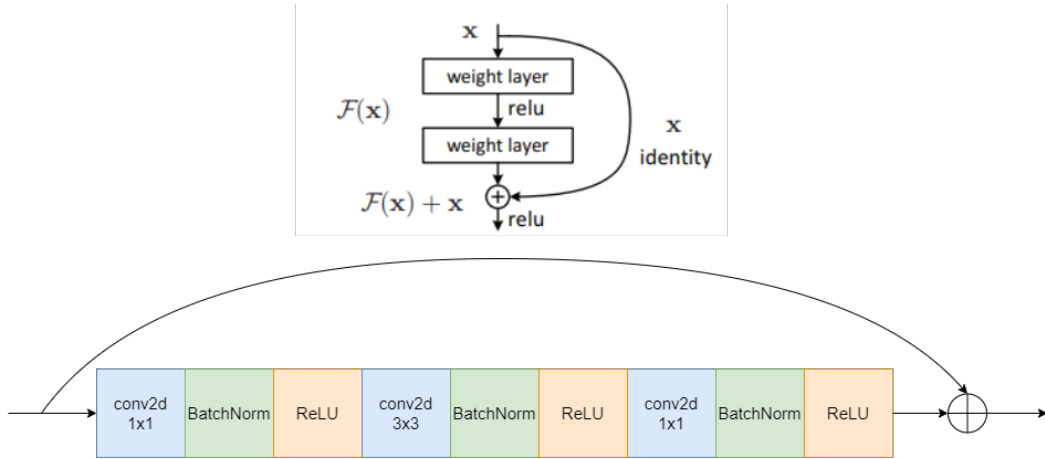 x
weight layer
relu
F(x)
weight layer
x
identity
F(x) + x
relu
conv2d
1x1
BatchNorm
ReLU
conv2d
3x3
BatchNorm
ReLU
conv2d
1x1
BatchNorm
ReLU